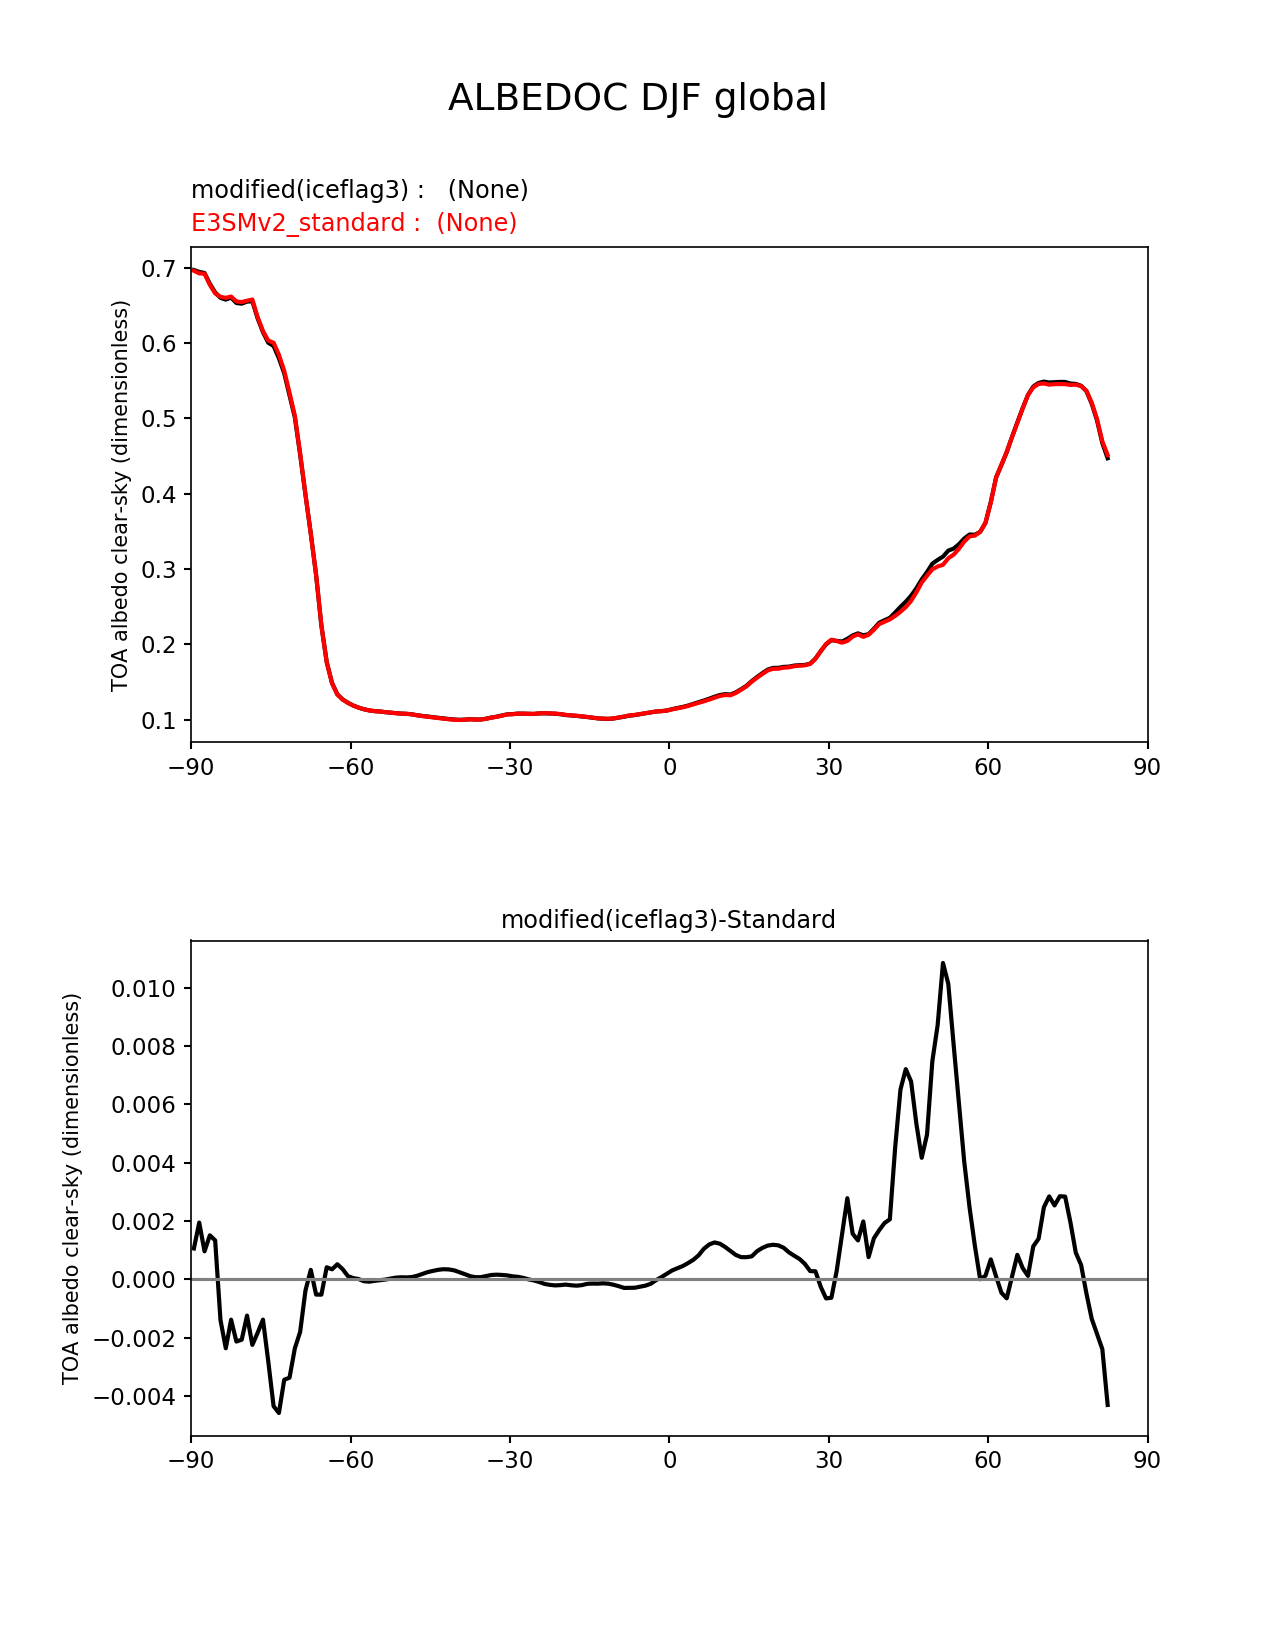 ALBEDOC DJF global
modified(iceflag3) :   (None)
E3SMv2_standard :  (None)
TOA albedo clear-sky (dimensionless)
0.7
0.6
0.5
0.4
0.3
0.2
0.1
−90 −60 −30 0 30 60 90
modified(iceflag3)-Standard
TOA albedo clear-sky (dimensionless)
0.010
0.008
0.006
0.004
0.002
0.000
−0.002
−0.004
−90 −60 −30 0 30 60 90